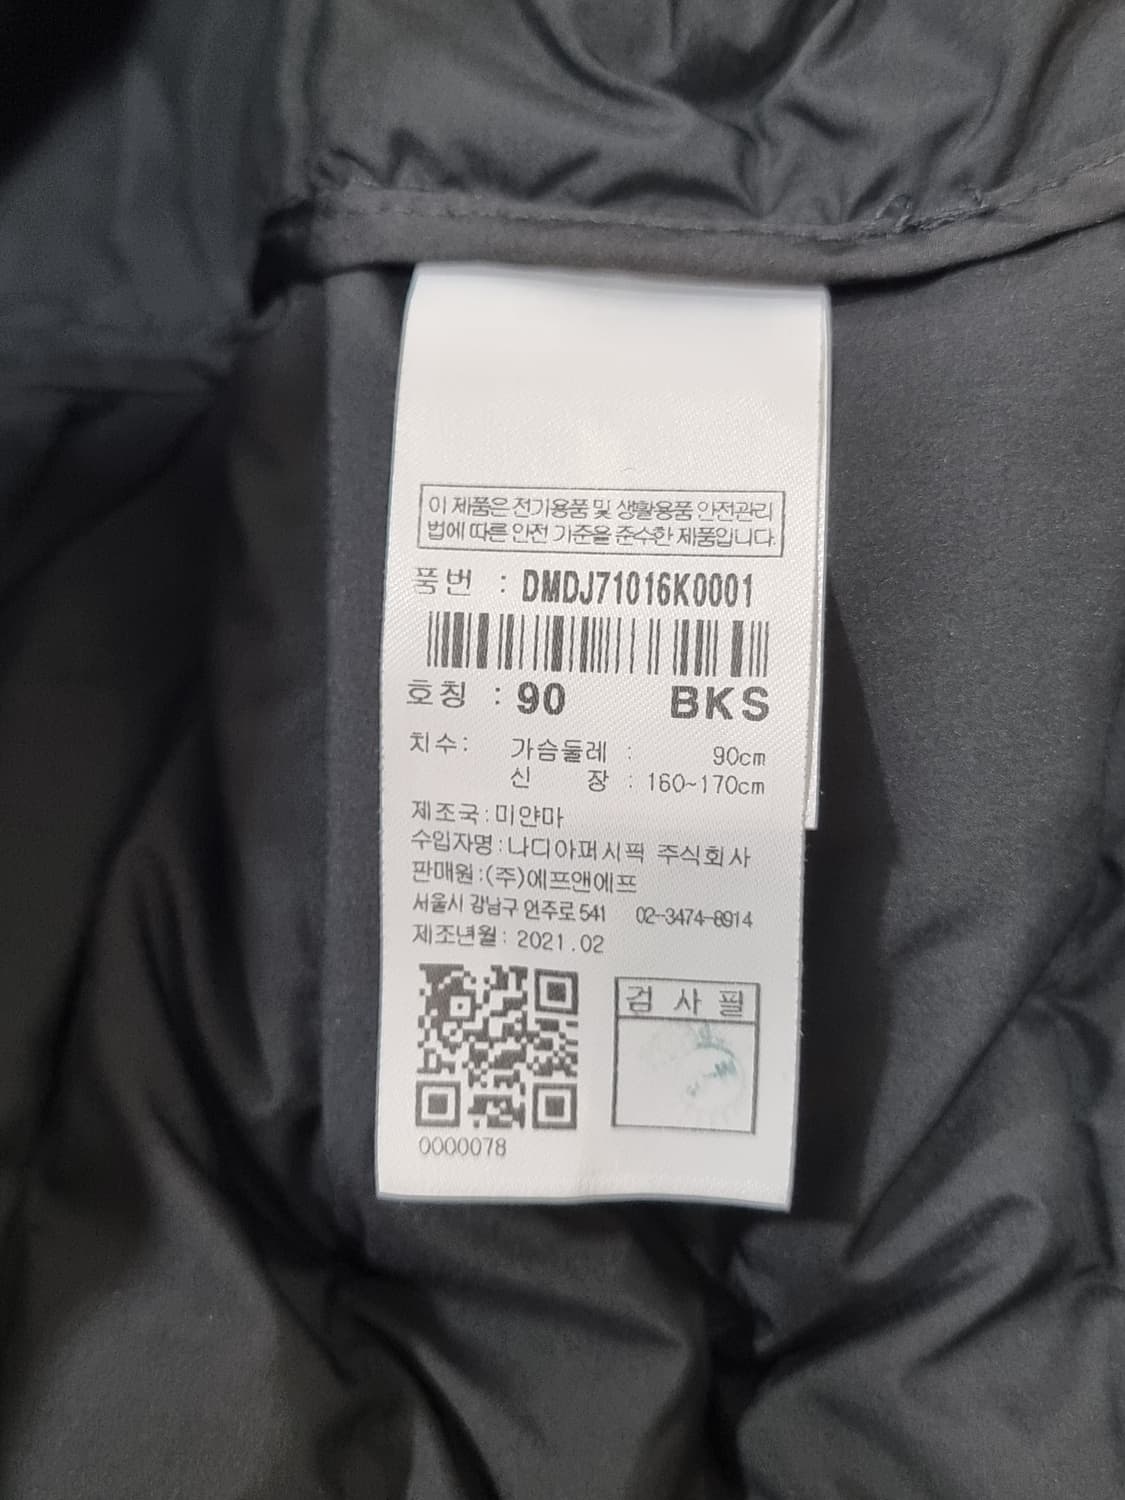 이 제품은 전기용품 및 생활용품 안전관리
법에 따른 안전 기준을 준수한 제품입니다.
품번 : DMDJ71016K0001
호칭 : 90 BKS
치수: 가슴둘레 : 90cm
신 장 : 160~170cm
제조국:미얀마
수입자명:나디아퍼시픽 주식회사
판매원:(주)에프앤에프
서울시 강남구 언주로 541 02-3474-8914
제조년월: 2021.02
검사필
0000078